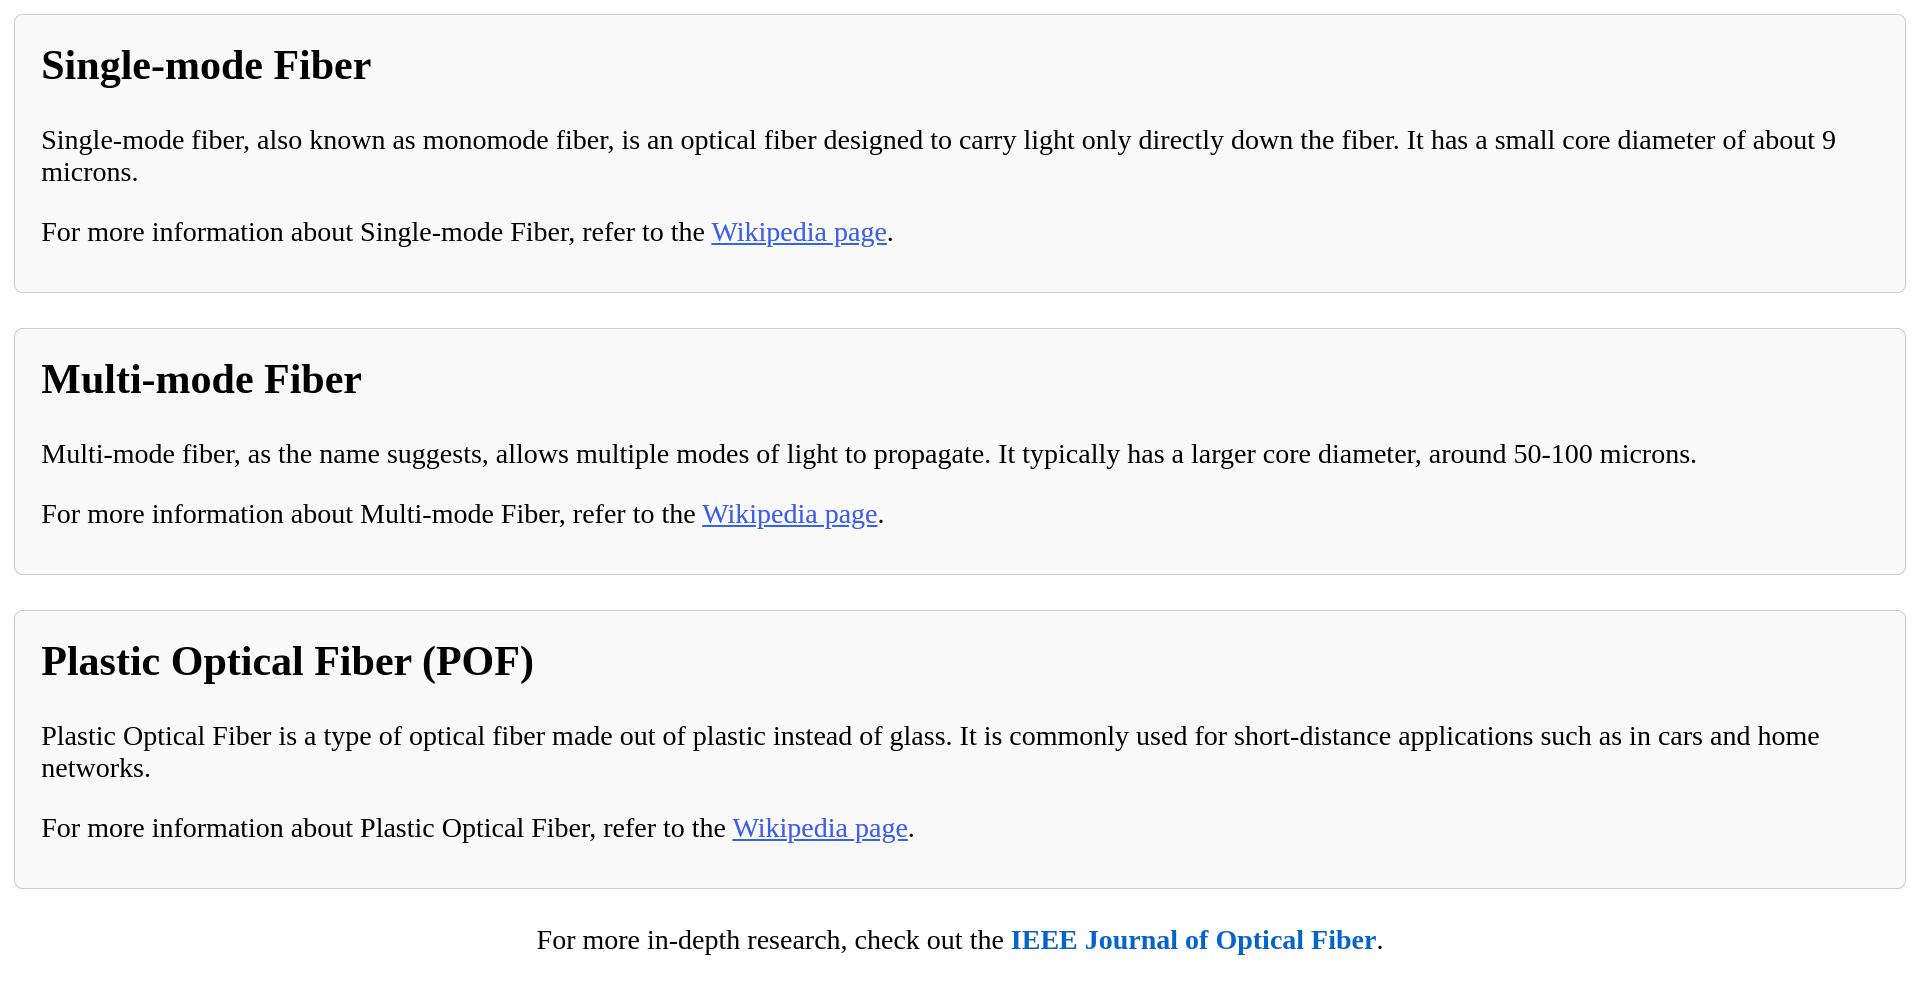 Single-mode Fiber
Single-mode fiber, also known as monomode fiber, is an optical fiber designed to carry light only directly down the fiber. It has a small core diameter of about 9
microns.
For more information about Single-mode Fiber, refer to the Wikipedia page.
Multi-mode Fiber
Multi-mode fiber, as the name suggests, allows multiple modes of light to propagate. It typically has a larger core diameter, around 50-100 microns.
For more information about Multi-mode Fiber, refer to the Wikipedia page.
Plastic Optical Fiber (POF)
Plastic Optical Fiber is a type of optical fiber made out of plastic instead of glass. It is commonly used for short-distance applications such as in cars and home
networks.
For more information about Plastic Optical Fiber, refer to the Wikipedia page.
For more in-depth research, check out the IEEE Journal of Optical Fiber.